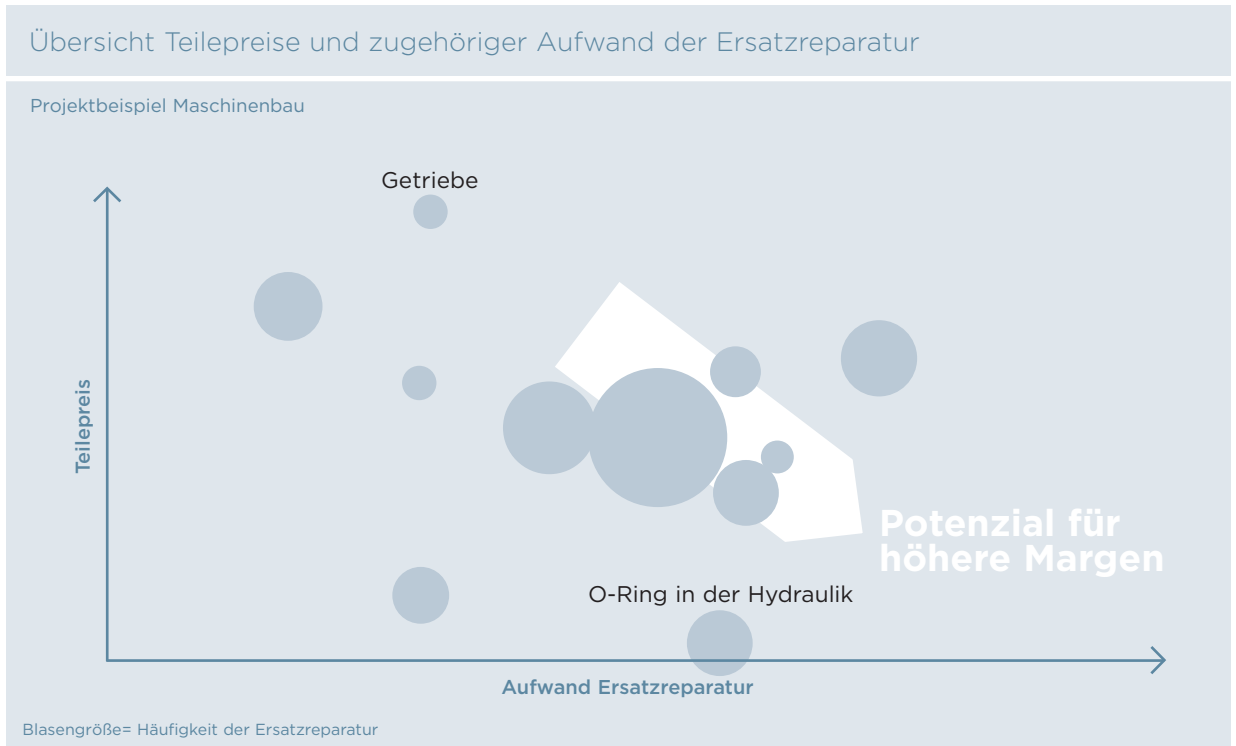 Übersicht Teilepreise und zugehöriger Aufwand der Ersatzreparatur
Projektbeispiel Maschinenbau
Getriebe
Teilepreis
Potenzial für
höhere Margen
O-Ring in der Hydraulik
Aufwand Ersatzreparatur
Blasengröße= Häufigkeit der Ersatzreparatur